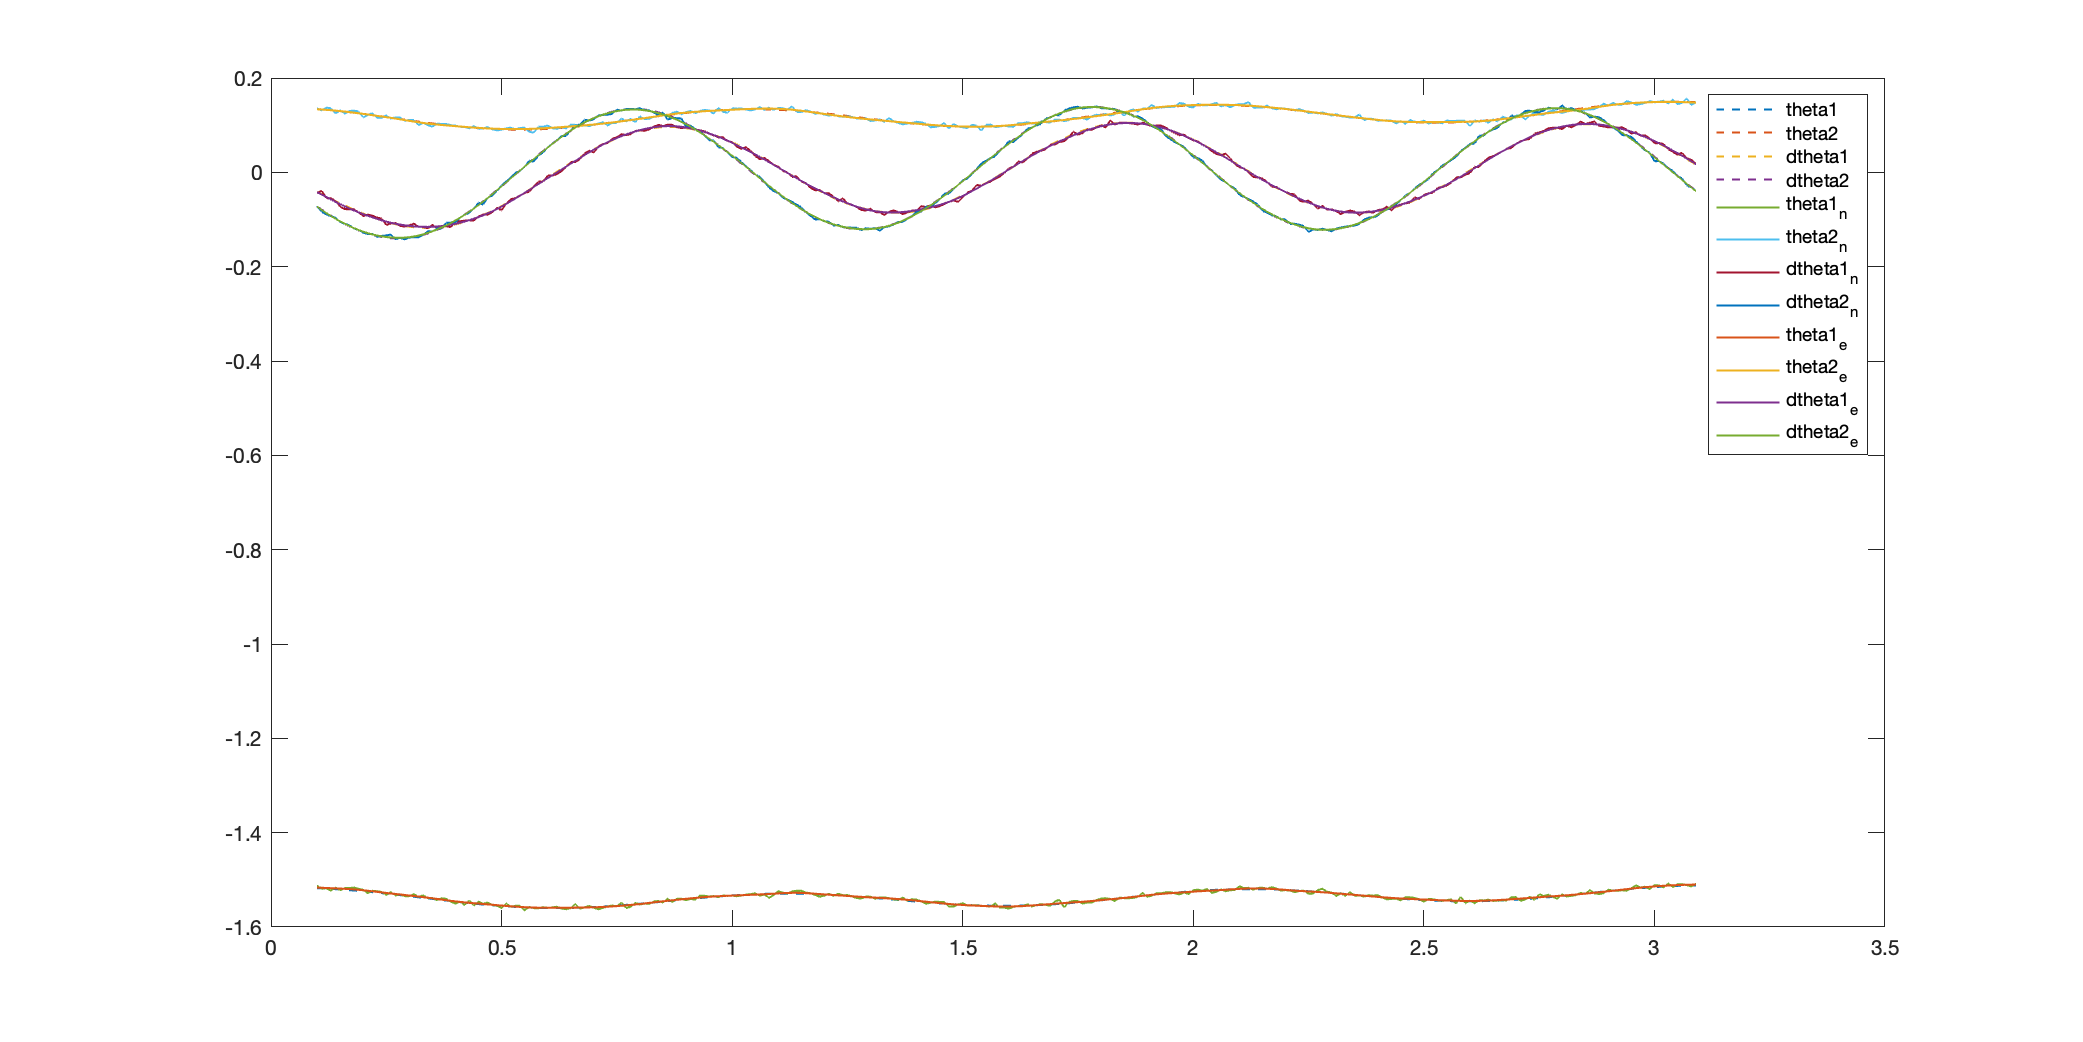 0.2
0
-0.2
-0.4
-0.6
-0.8
-1
-1.2
-1.4
-1.6
0 0.5 1 1.5 2 2.5 3 3.5
theta1
theta2
dtheta1
dtheta2
theta1n
theta2n
dtheta1n
dtheta2n
theta1e
theta2e
dtheta1e
dtheta2e